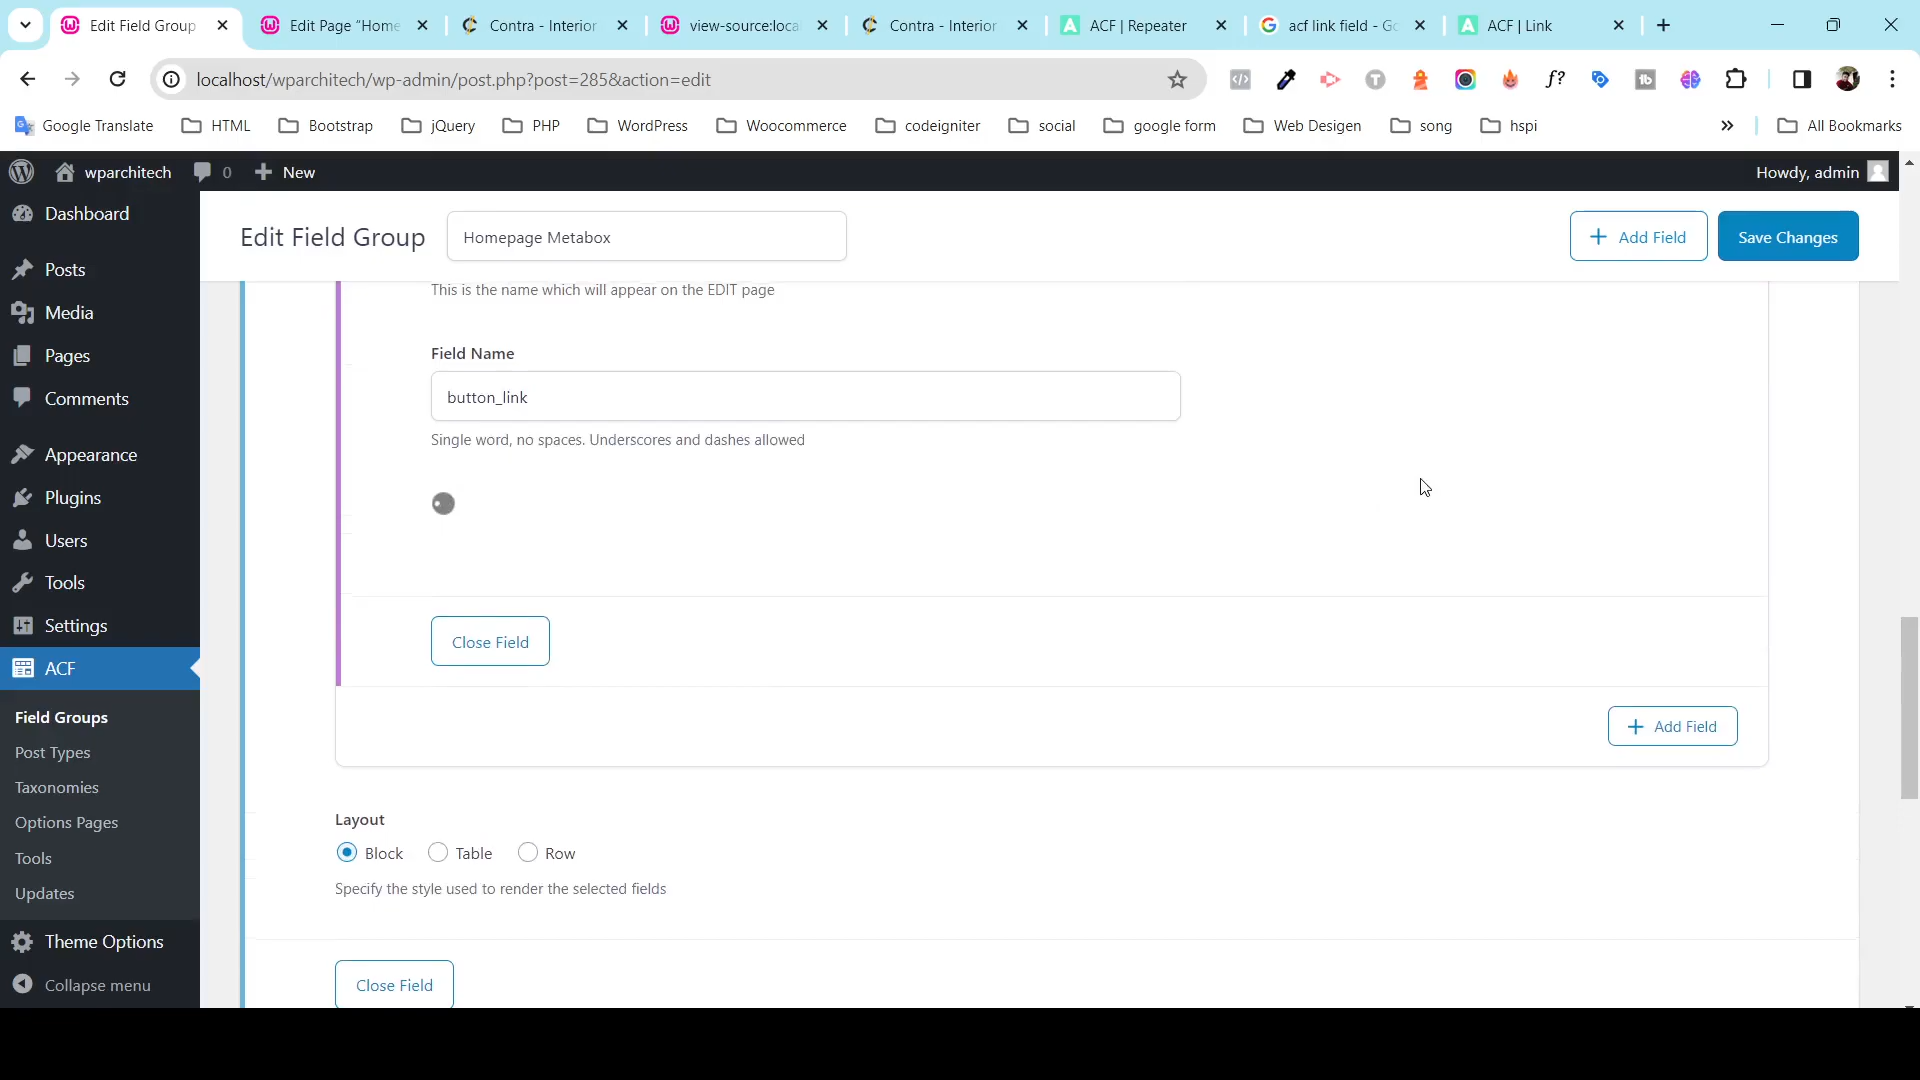 Edit Field Group
Edit Page "Home
Contra - Interior
view-source:loca
Contra - Interior
ACF | Repeater
acf link field - Go
ACF | Link
localhost/wparchitech/wp-admin/post.php?post=285&action=edit
Google Translate
HTML
Bootstrap
jQuery
PHP
WordPress
Woocommerce
codeigniter
social
google form
Web Desigen
song
hspi
All Bookmarks
wparchitech
0
New
Howdy, admin
Dashboard
Posts
Media
Pages
Comments
Appearance
Plugins
Users
Tools
Settings
ACF
Field Groups
Post Types
Taxonomies
Options Pages
Tools
Updates
Theme Options
Collapse menu
Edit Field Group
Homepage Metabox
Add Field
Save Changes
This is the name which will appear on the EDIT page
Field Name
button_link
Single word, no spaces. Underscores and dashes allowed
Close Field
Add Field
Layout
Block
Table
Row
Specify the style used to render the selected fields
Close Field